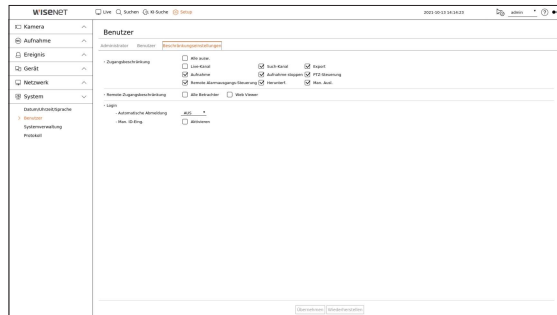 WISENET
Live Suchen KI-Suche Setup
2021-10-13 14:14:23 admin
Kamera
Aufnahme
Ereignis
Gerät
Netzwerk
System
Datum/Uhrzeit/Sprache
Benutzer
Systemverwaltung
Protokoll
Benutzer
Administrator Benutzer Beschränkungseinstellungen
- Zugangsbeschränkung
Alle ausw.
Live-Kanal Such-Kanal Export
Aufnahme Aufnahme stoppen PTZ-Steuerung
Remote Alarmausgangs-Steuerung Herunterf. Man. Ausl.
- Remote-Zugangsbeschränkung Alle Betrachter Web Viewer
- Login
- Automatische Abmeldung AUS
- Man. ID-Eing. Aktivieren
Übernehmen Wiederherstellen